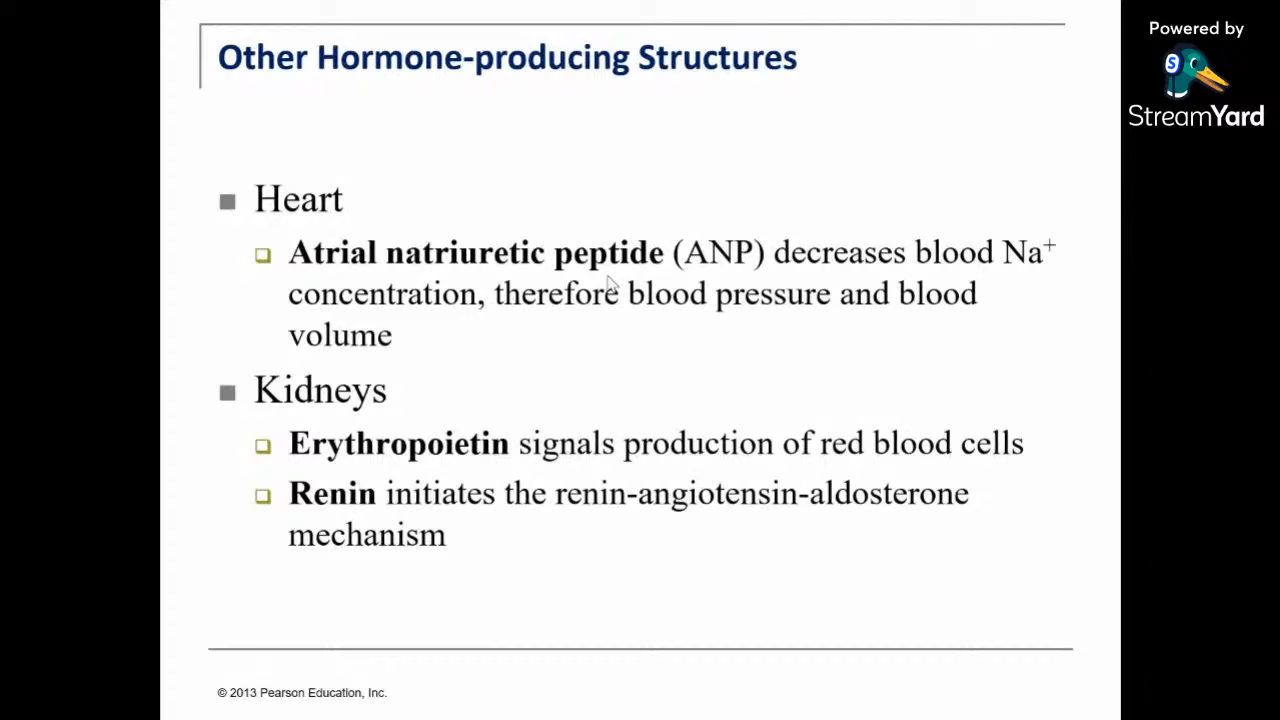 Other Hormone-producing Structures
Powered by
S
StreamYard
Heart
Atrial natriuretic peptide (ANP) decreases blood Na⁺
concentration, therefore blood pressure and blood
volume
Kidneys
Erythropoietin signals production of red blood cells
Renin initiates the renin-angiotensin-aldosterone
mechanism
© 2013 Pearson Education, Inc.